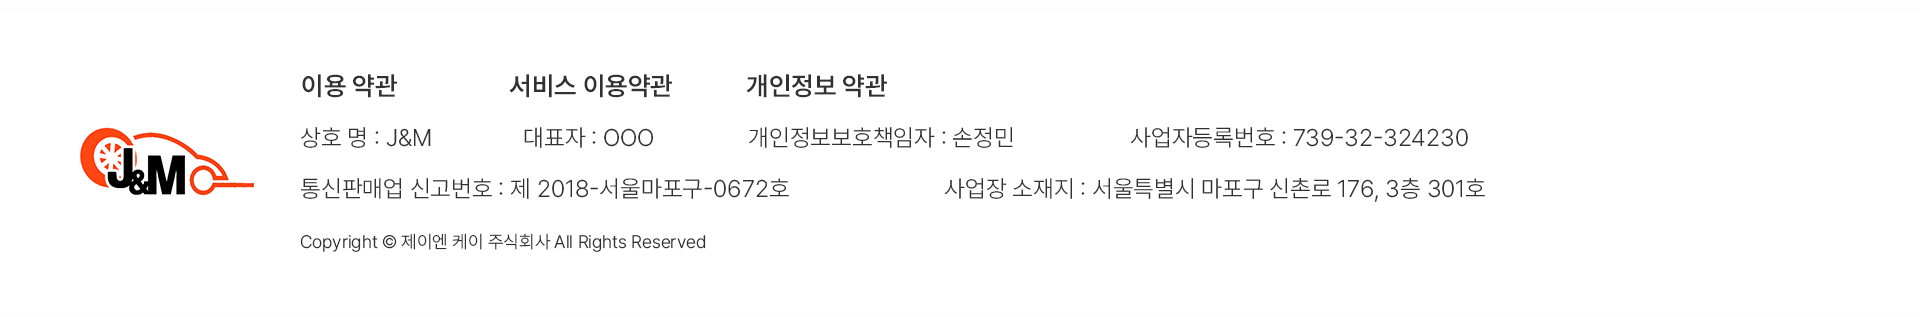 이용 약관 서비스 이용약관 개인정보 약관
J&M
상호 명 : J&M 대표자 : OOO 개인정보보호책임자 : 손정민 사업자등록번호 : 739-32-324230
통신판매업 신고번호 : 제 2018-서울마포구-0672호 사업장 소재지 : 서울특별시 마포구 신촌로 176, 3층 301호
Copyright © 제이엔 케이 주식회사 All Rights Reserved